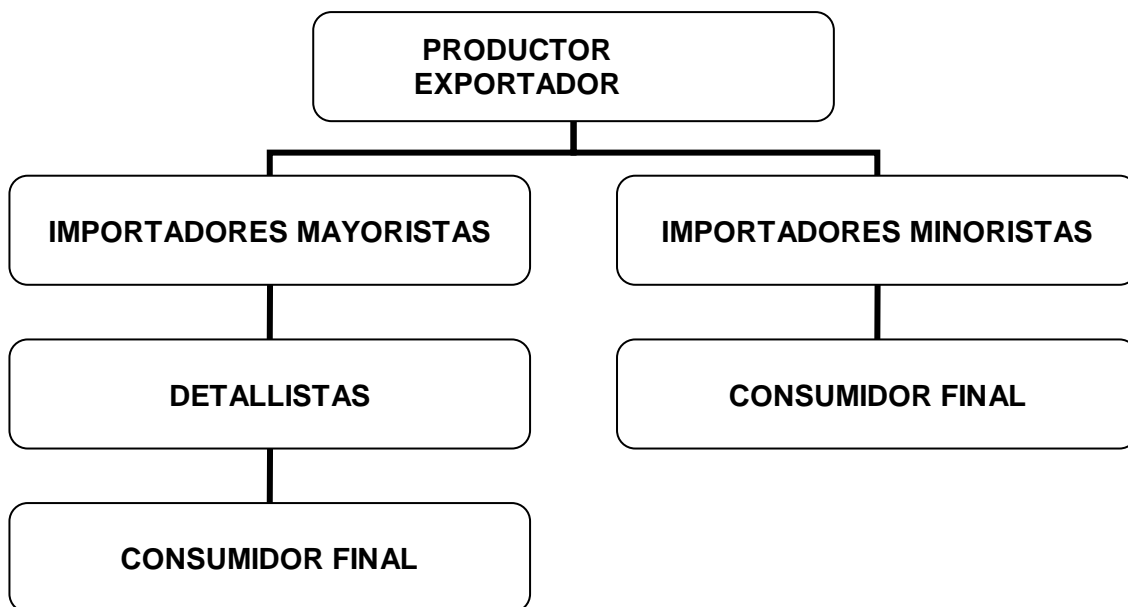 PRODUCTOR
EXPORTADOR
IMPORTADORES MAYORISTAS
IMPORTADORES MINORISTAS
DETALLISTAS
CONSUMIDOR FINAL
CONSUMIDOR FINAL